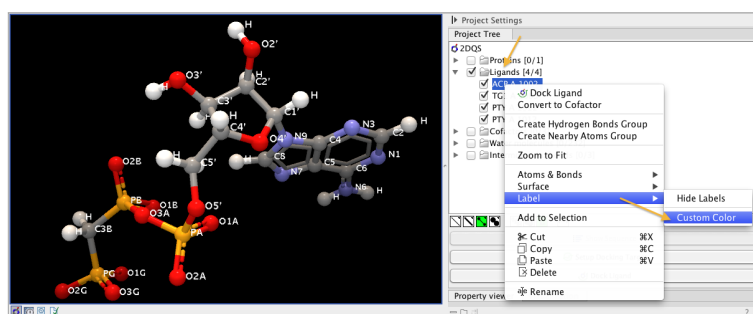 H
O2'
H
O3'
C2'
C3'
H
H
C1'
C4'
O4'
N9
C4
N3
C2
H
H
C8
C5
C6
N1
N7
N6
H
H
H
C5'
O5'
O2B
PB
O1B
O3A
O1A
PA
H
C3B
H
O2A
PG
O1G
O2G
O3G
Project Settings
Project Tree
2DQS
Proteins [0/1]
Ligands [4/4]
Dock Ligand
Convert to Cofactor
Create Hydrogen Bonds Group
Create Nearby Atoms Group
Zoom to Fit
Atoms & Bonds
Surface
Label
Hide Labels
Add to Selection
Custom Color
Cut ⌘X
Copy ⌘C
Paste ⌘V
Delete
Rename
Property view